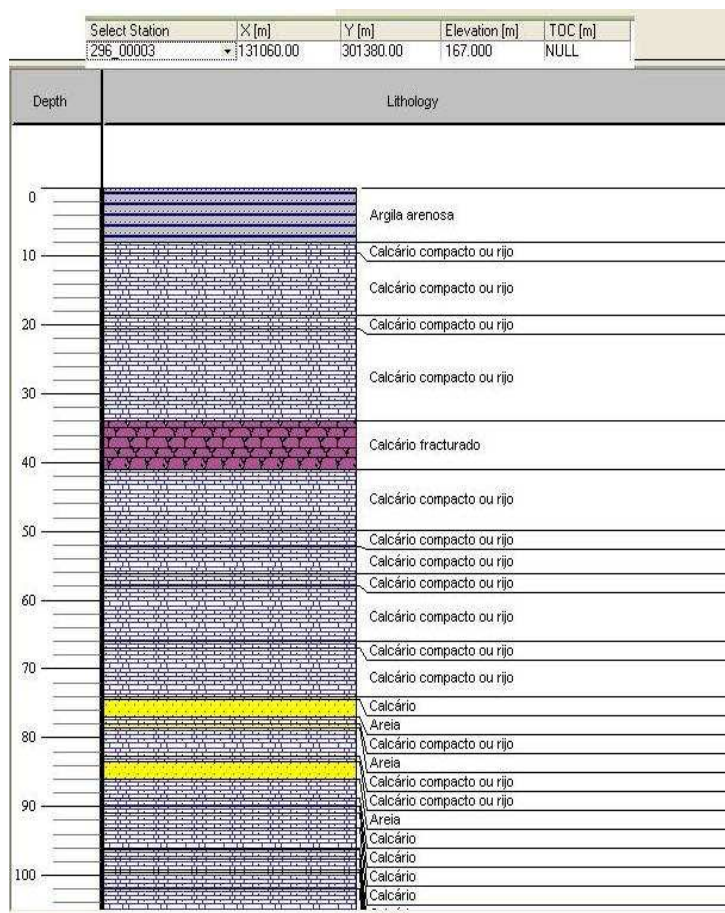 Select Station X [m] Y [m] Elevation [m] TOC [m]
296_00003 131060.00 301380.00 167.000 NULL
Depth Lithology
0
Argila arenosa
10
Calcário compacto ou rijo
Calcário compacto ou rijo
20
Calcário compacto ou rijo
Calcário compacto ou rijo
30
Calcário fracturado
40
Calcário compacto ou rijo
50
Calcário compacto ou rijo
Calcário compacto ou rijo
Calcário compacto ou rijo
60
Calcário compacto ou rijo
Calcário compacto ou rijo
70
Calcário compacto ou rijo
Calcário
Areia
80
Calcário compacto ou rijo
Areia
Calcário compacto ou rijo
Calcário compacto ou rijo
90
Areia
Calcário
Calcário
100
Calcário
Calcário